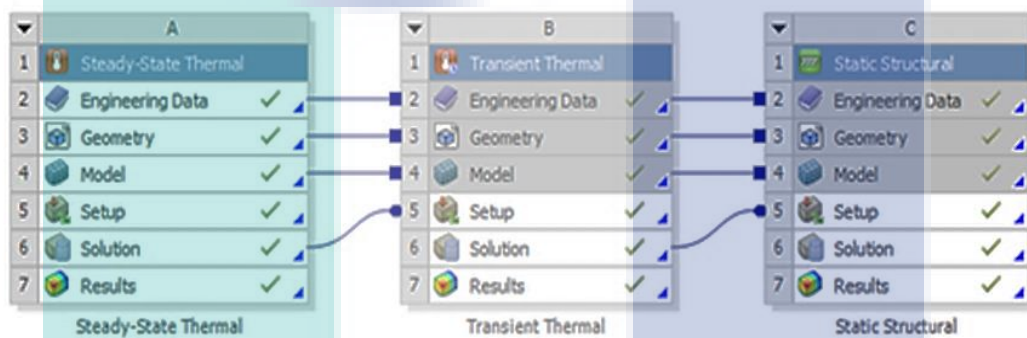 A
1 Steady-State Thermal
2 Engineering Data
3 Geometry
4 Model
5 Setup
6 Solution
7 Results
Steady-State Thermal
B
1 Transient Thermal
2 Engineering Data
3 Geometry
4 Model
5 Setup
6 Solution
7 Results
Transient Thermal
C
1 Static Structural
2 Engineering Data
3 Geometry
4 Model
5 Setup
6 Solution
7 Results
Static Structural